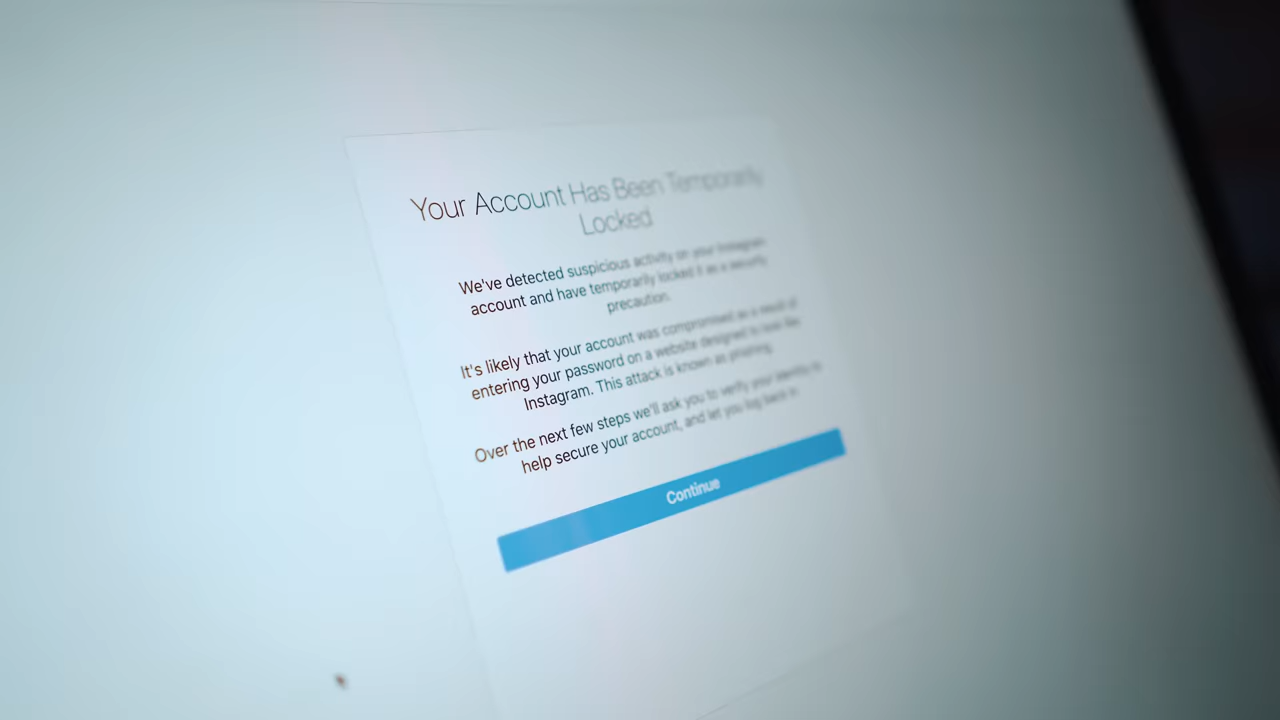 Your Account Has Been Temporarily
Locked
We've detected suspicious activity on your Instagram
account and have temporarily locked it as a security
precaution.
It's likely that your account was compromised as a result of
entering your password on a website designed to look like
Instagram. This attack is known as phishing.
Over the next few steps we'll ask you to verify your identity to
help secure your account, and let you log back in.
Continue